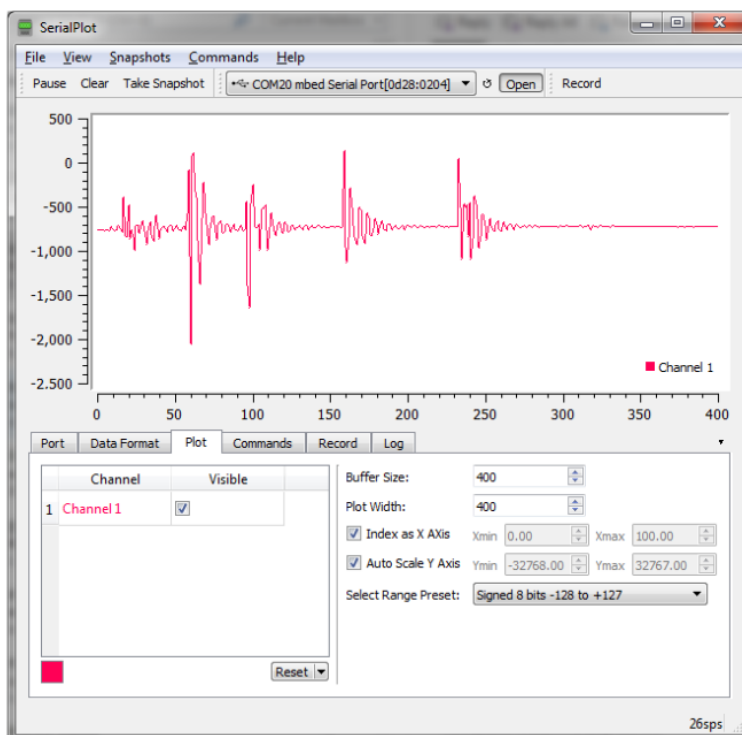 SerialPlot
File View Snapshots Commands Help
Pause Clear Take Snapshot COM20 mbed Serial Port[0d28:0204] Open Record
500
0
-500
-1,000
-1,500
-2,000
-2.500
Channel 1
0 50 100 150 200 250 300 350 400
Port Data Format Plot Commands Record Log
Channel Visible
1 Channel 1
Reset
Buffer Size: 400
Plot Width: 400
Index as X AXis Xmin 0.00 Xmax 100.00
Auto Scale Y Axis Ymin -32768.00 Ymax 32767.00
Select Range Preset: Signed 8 bits -128 to +127
26sps